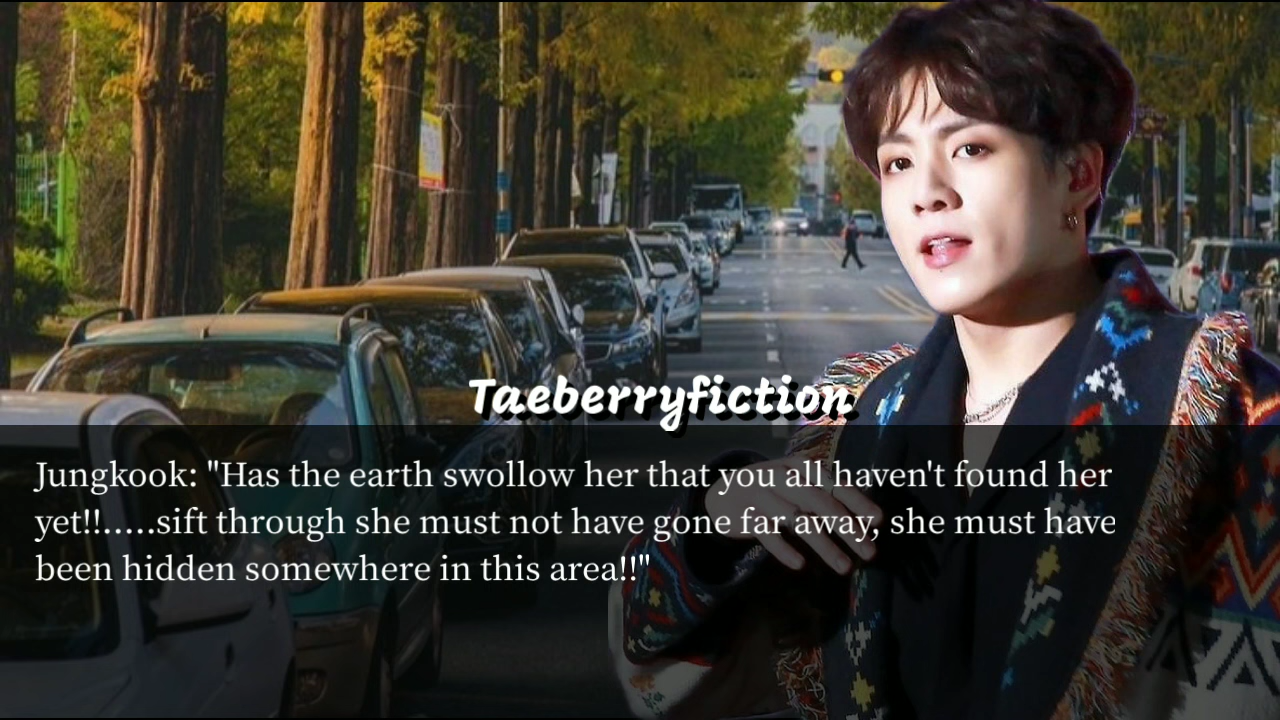 Taeberryfiction
Jungkook: "Has the earth swollow her that you all haven't found her
yet!!.....sift through she must not have gone far away, she must have
been hidden somewhere in this area!!"